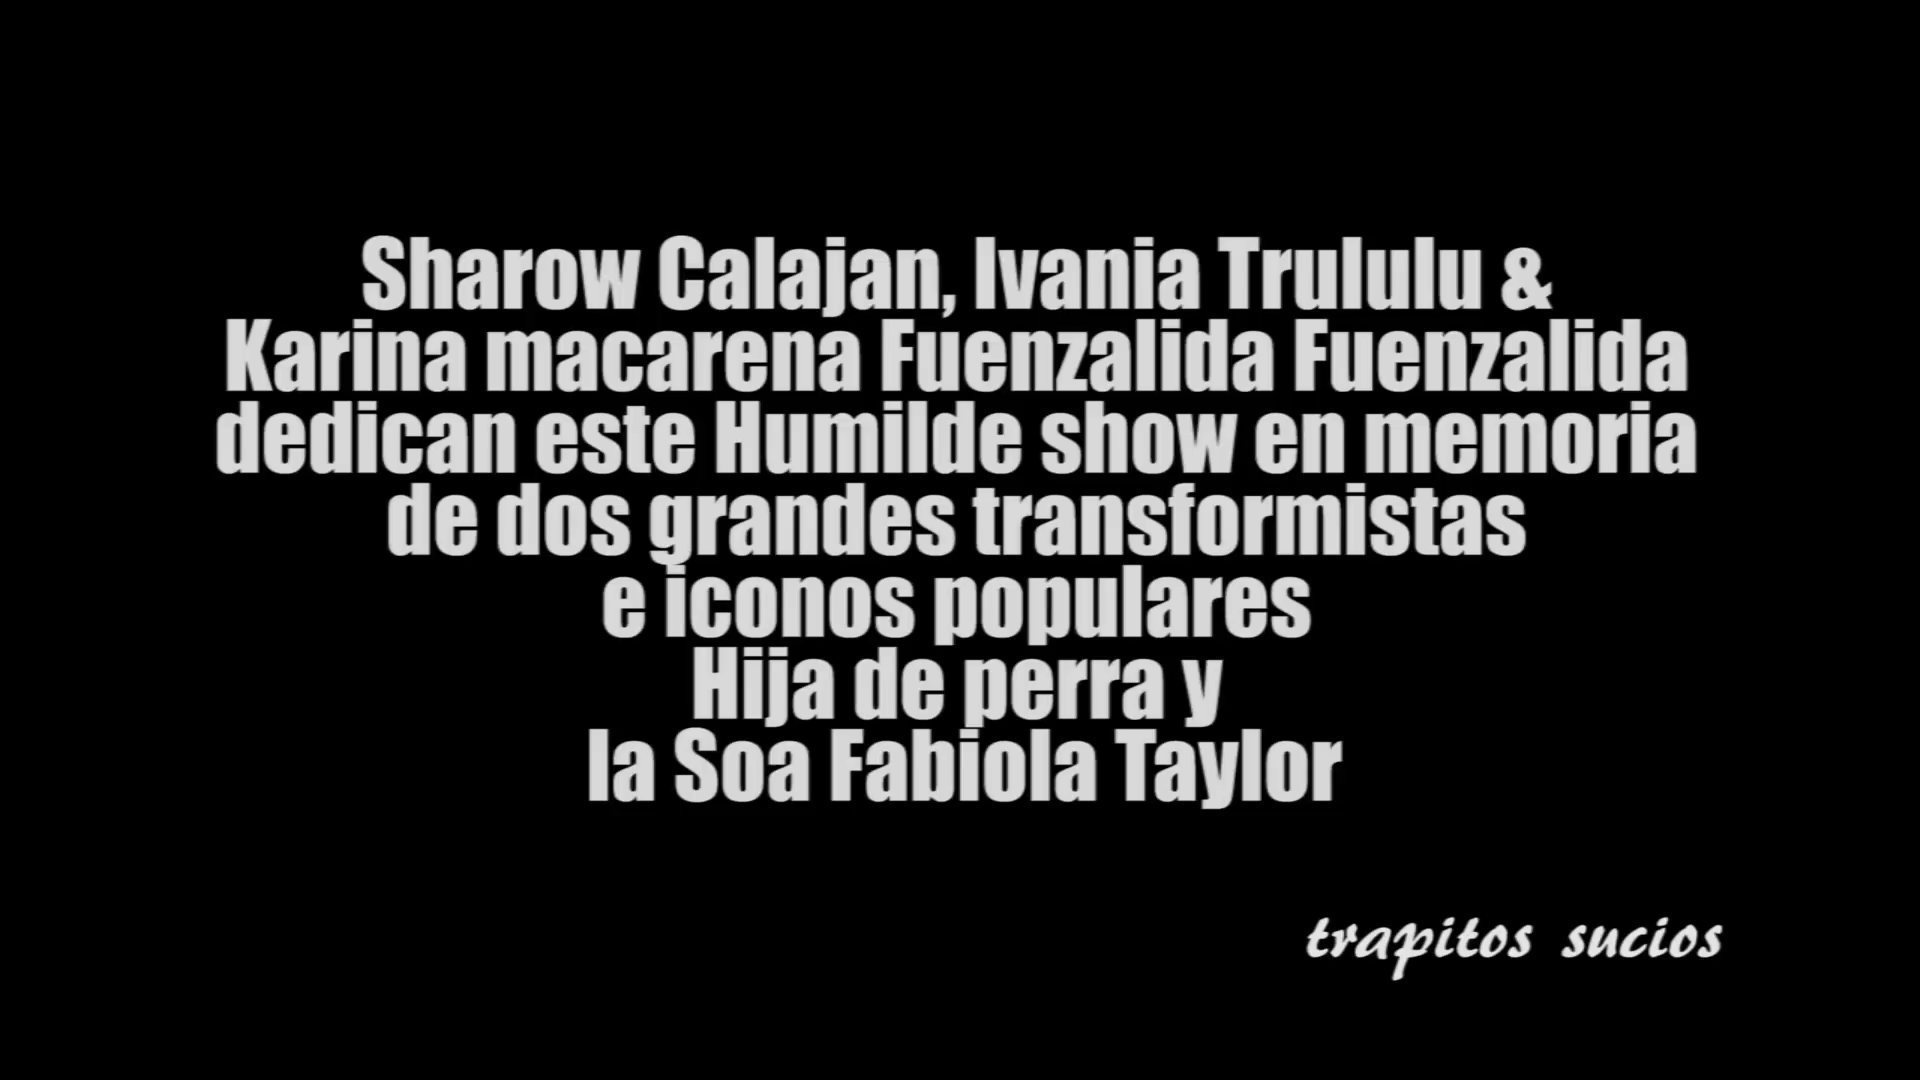 Sharow Calajan, Ivania Trululu &
Karina macarena Fuenzalida Fuenzalida
dedican este Humilde show en memoria
de dos grandes transformistas
e iconos populares
Hija de perra y
la Soa Fabiola Taylor
trapitos sucios